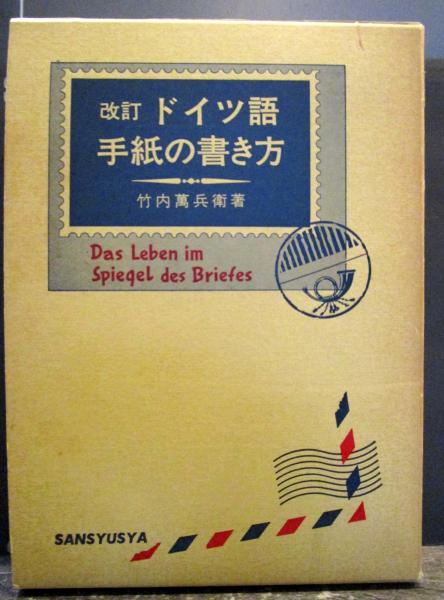 改訂 ドイツ語
手紙の書き方
竹内萬兵衛著
Das Leben im
Spiegel des Briefes
SANSYUSYA